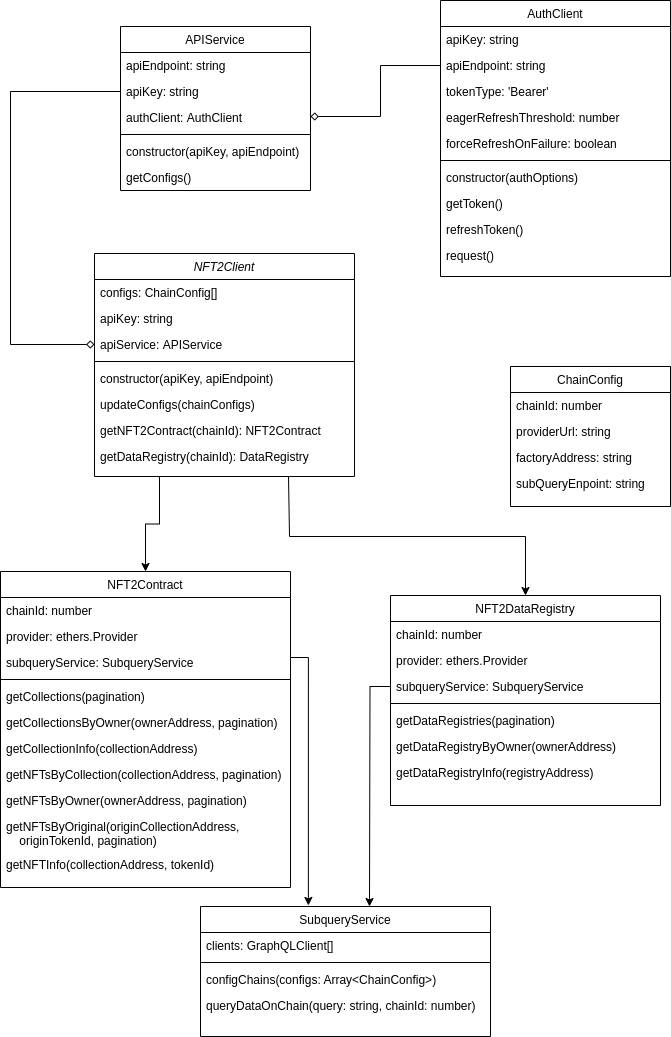 APIService
apiEndpoint: string
apiKey: string
authClient: AuthClient
constructor(apiKey, apiEndpoint)
getConfigs()
AuthClient
apiKey: string
apiEndpoint: string
tokenType: 'Bearer'
eagerRefreshThreshold: number
forceRefreshOnFailure: boolean
constructor(authOptions)
getToken()
refreshToken()
request()
NFT2Client
configs: ChainConfig[]
apiKey: string
apiService: APIService
constructor(apiKey, apiEndpoint)
updateConfigs(chainConfigs)
getNFT2Contract(chainId): NFT2Contract
getDataRegistry(chainId): DataRegistry
ChainConfig
chainId: number
providerUrl: string
factoryAddress: string
subQueryEnpoint: string
NFT2Contract
chainId: number
provider: ethers.Provider
subqueryService: SubqueryService
getCollections(pagination)
getCollectionsByOwner(ownerAddress, pagination)
getCollectionInfo(collectionAddress)
getNFTsByCollection(collectionAddress, pagination)
getNFTsByOwner(ownerAddress, pagination)
getNFTsByOriginal(originCollectionAddress,
originTokenId, pagination)
getNFTInfo(collectionAddress, tokenId)
NFT2DataRegistry
chainId: number
provider: ethers.Provider
subqueryService: SubqueryService
getDataRegistries(pagination)
getDataRegistryByOwner(ownerAddress)
getDataRegistryInfo(registryAddress)
SubqueryService
clients: GraphQLClient[]
configChains(configs: Array<ChainConfig>)
queryDataOnChain(query: string, chainId: number)